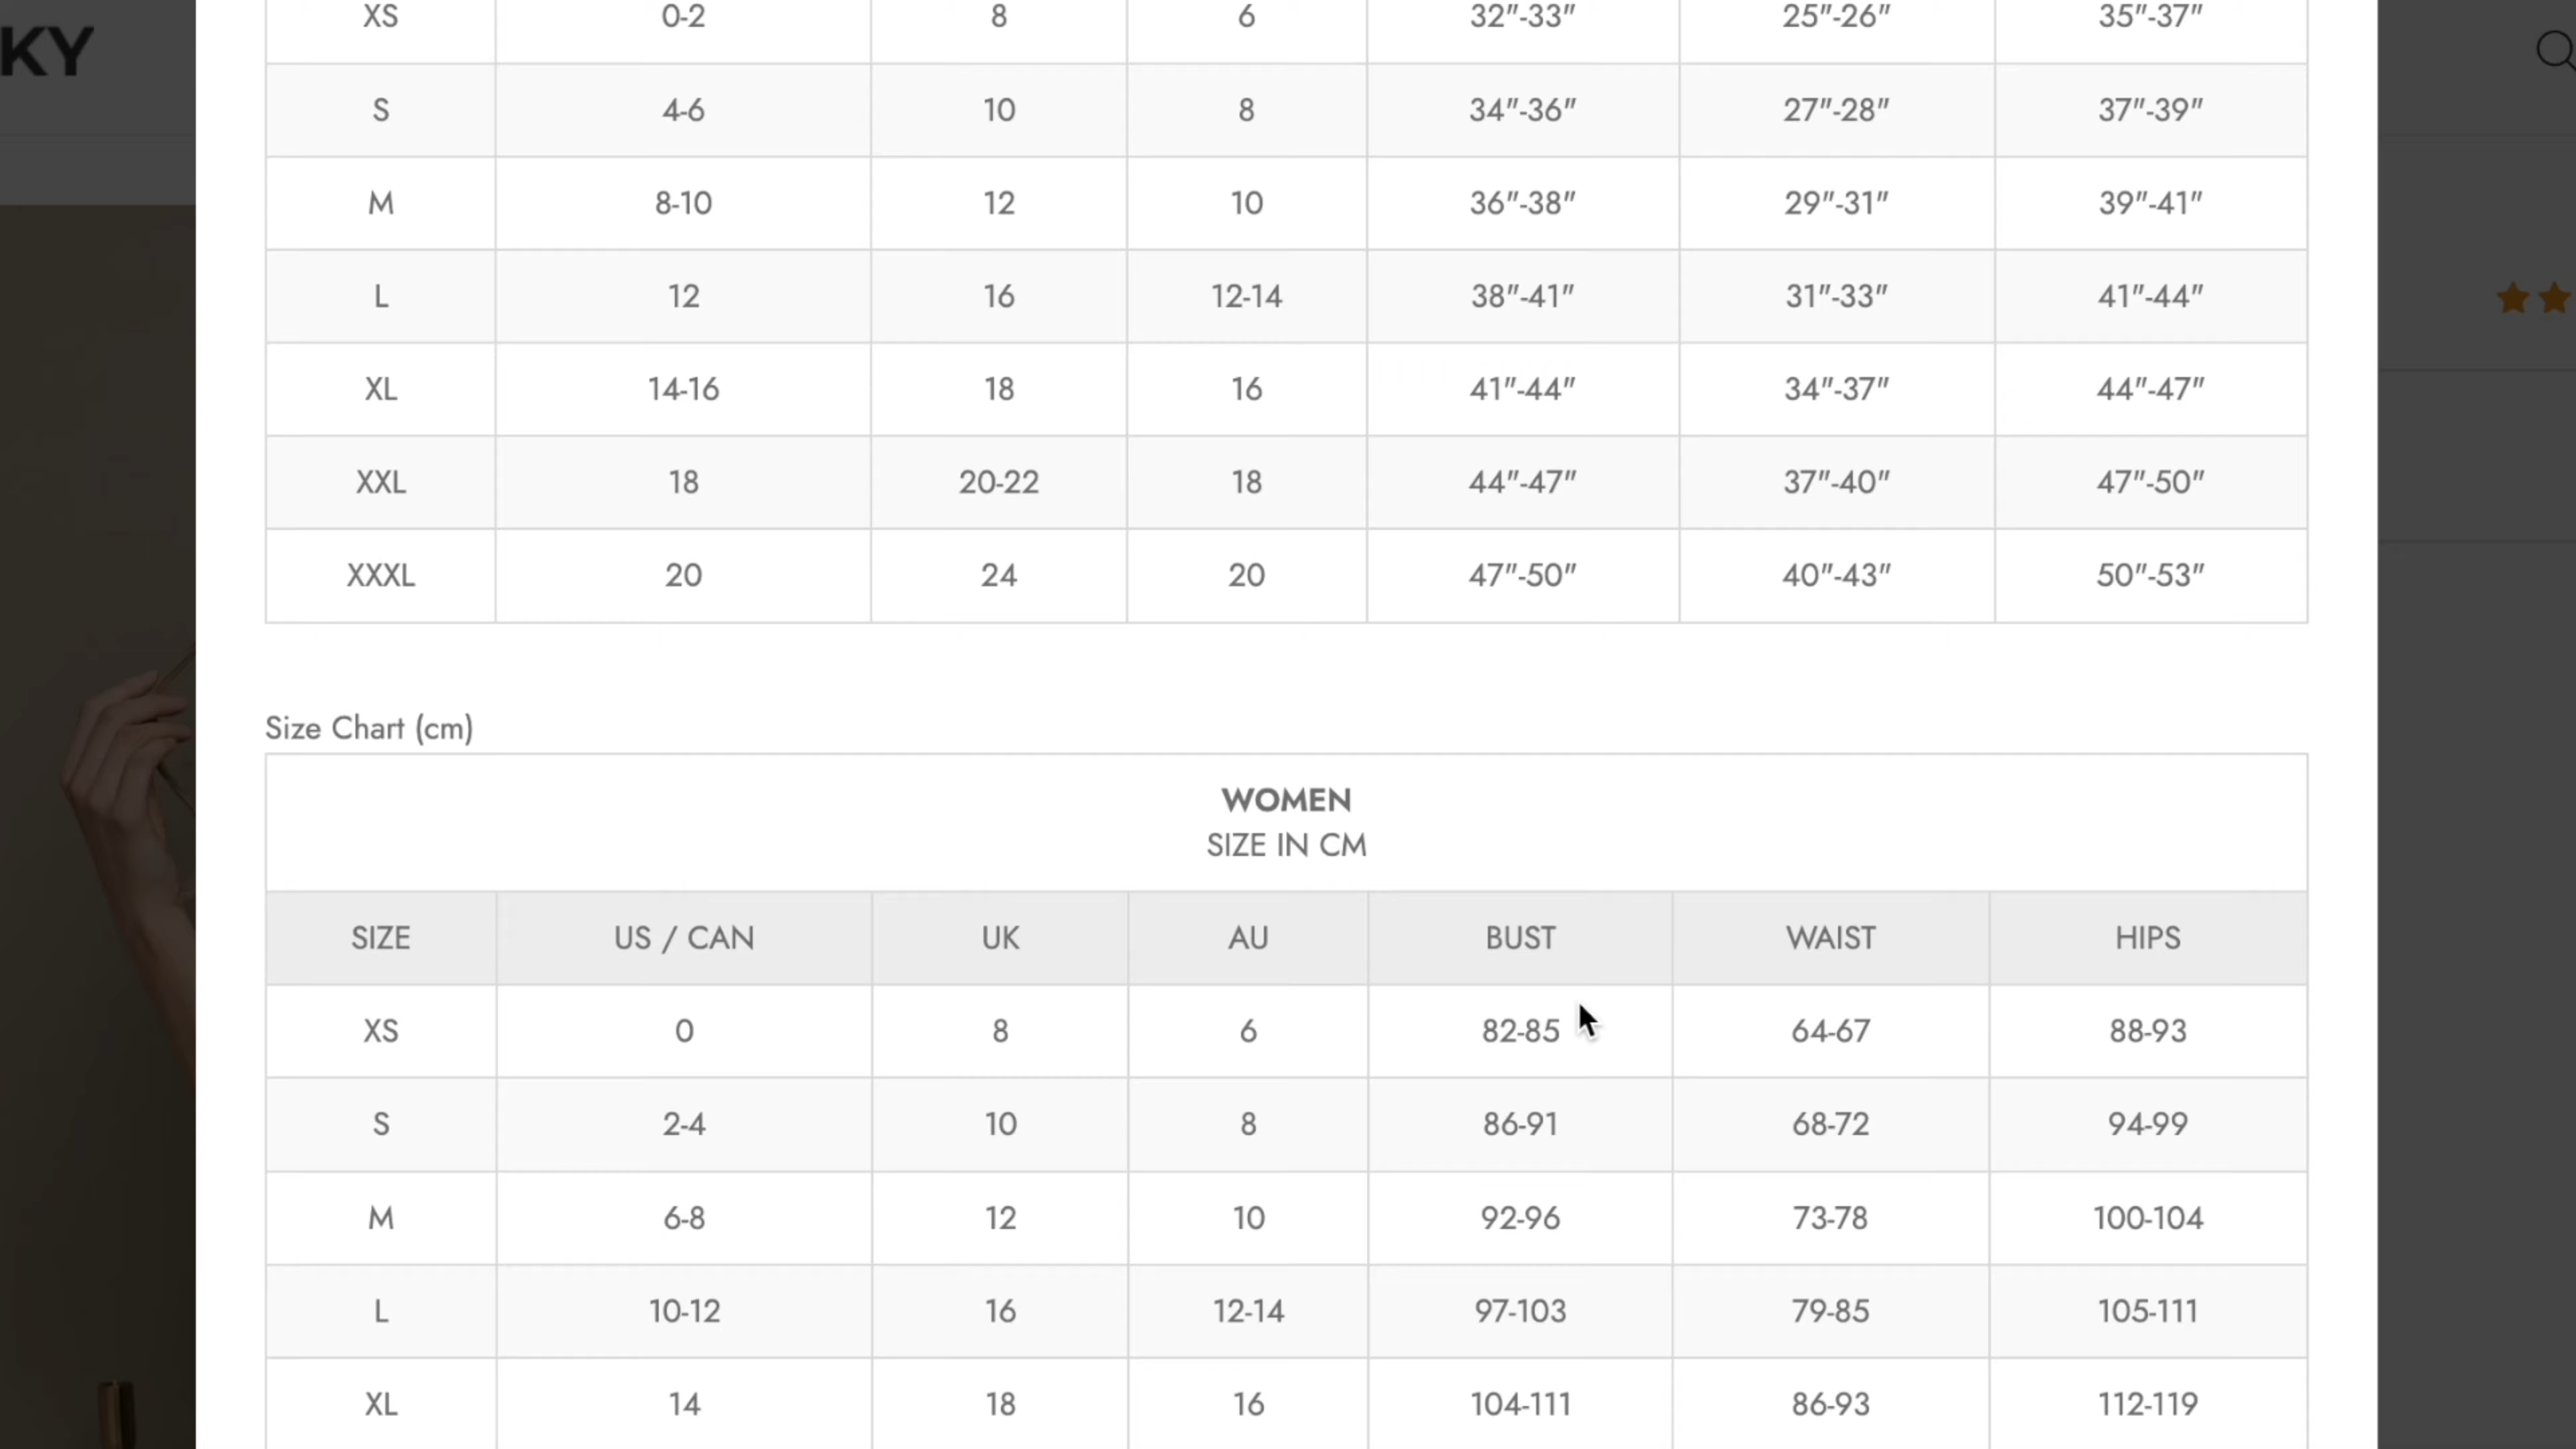 KY
XS 0-2 8 6 32"-33" 25"-26" 35"-37"
S 4-6 10 8 34"-36" 27"-28" 37"-39"
M 8-10 12 10 36"-38" 29"-31" 39"-41"
L 12 16 12-14 38"-41" 31"-33" 41"-44"
XL 14-16 18 16 41"-44" 34"-37" 44"-47"
XXL 18 20-22 18 44"-47" 37"-40" 47"-50"
XXXL 20 24 20 47"-50" 40"-43" 50"-53"
Size Chart (cm)
WOMEN
SIZE IN CM
SIZE US / CAN UK AU BUST WAIST HIPS
XS 0 8 6 82-85 64-67 88-93
S 2-4 10 8 86-91 68-72 94-99
M 6-8 12 10 92-96 73-78 100-104
L 10-12 16 12-14 97-103 79-85 105-111
XL 14 18 16 104-111 86-93 112-119